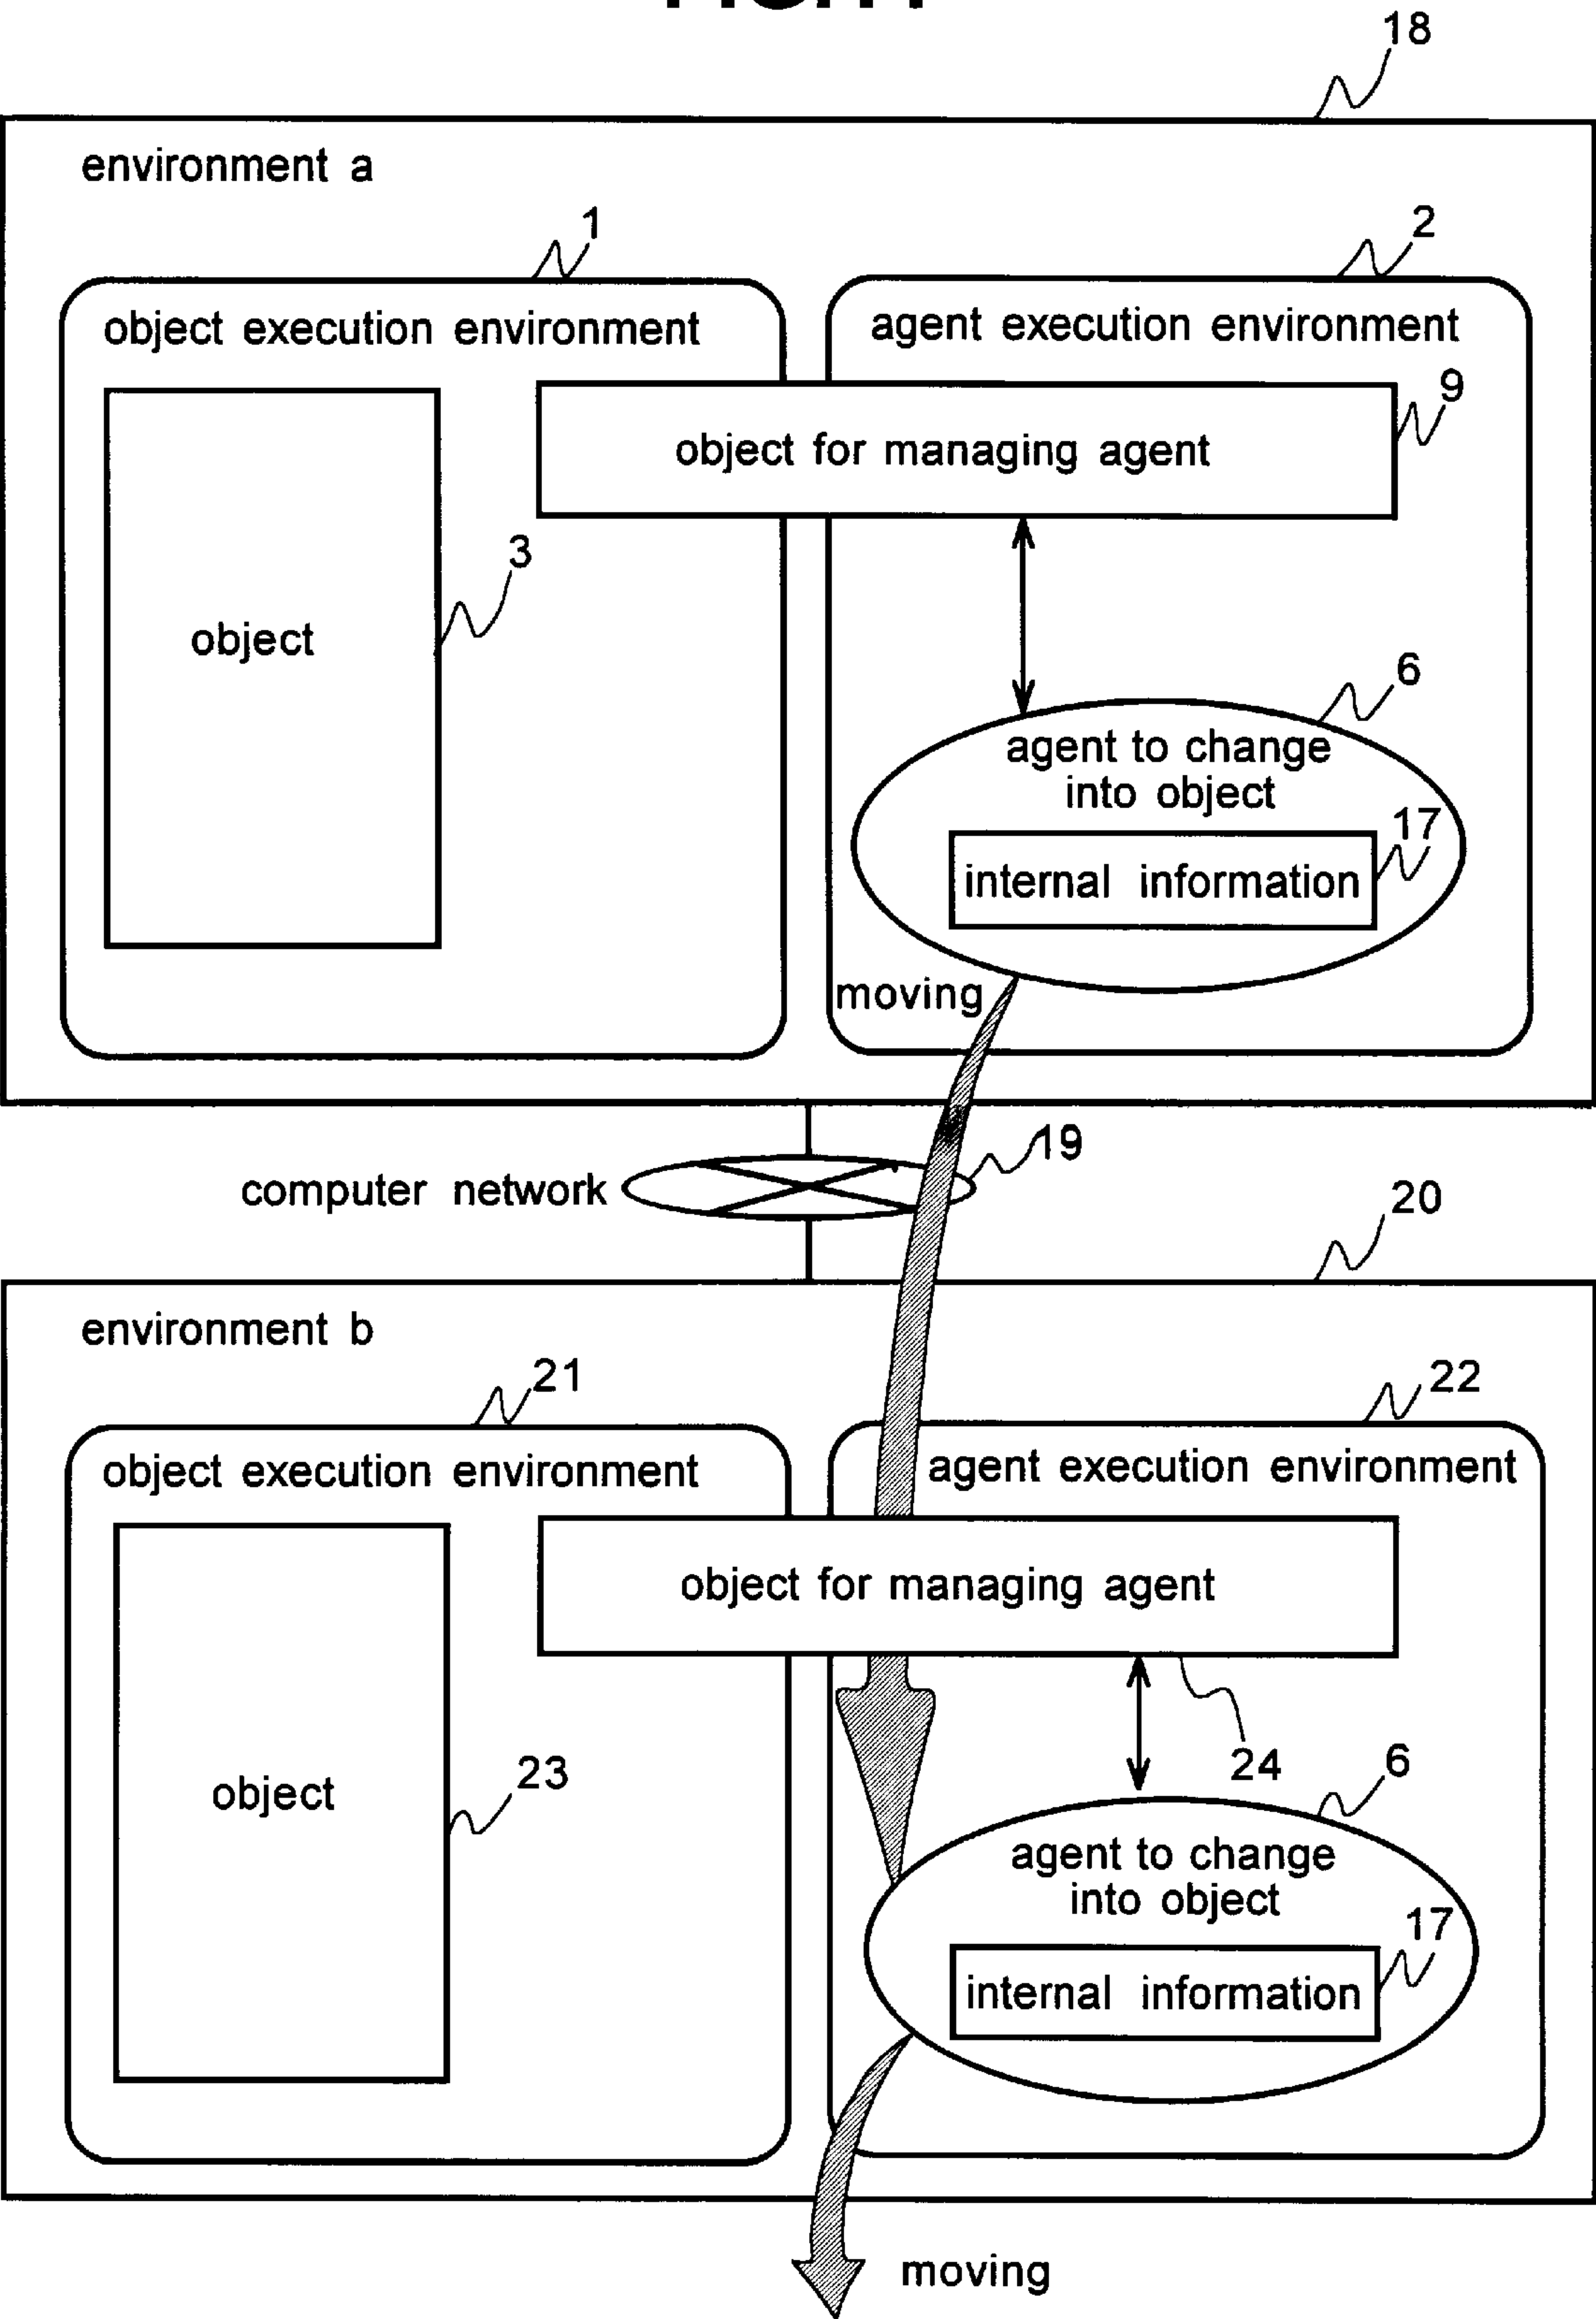 18
environment a
1
2
object execution environment
agent execution environment
9
object for managing agent
3
object
6
agent to change
into object
17
internal information
moving
19
computer network
20
environment b
21
22
object execution environment
agent execution environment
object for managing agent
24
23
object
6
agent to change
into object
17
internal information
moving